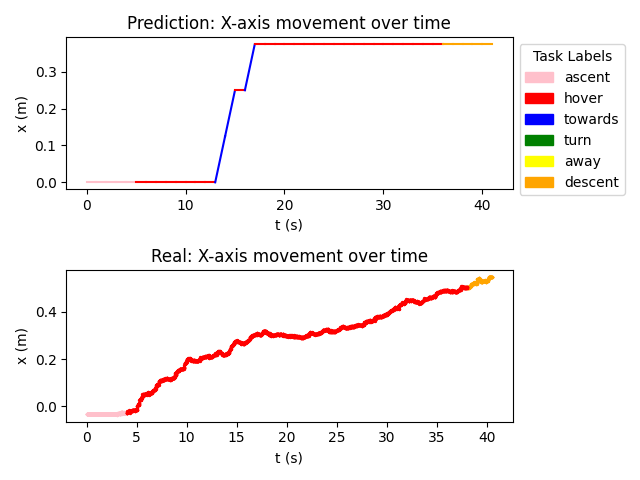 Prediction: X-axis movement over time
x (m)
0.3
0.2
0.1
0.0
0 10 20 30 40
t (s)
Task Labels
ascent
hover
towards
turn
away
descent
Real: X-axis movement over time
x (m)
0.4
0.2
0.0
0 5 10 15 20 25 30 35 40
t (s)